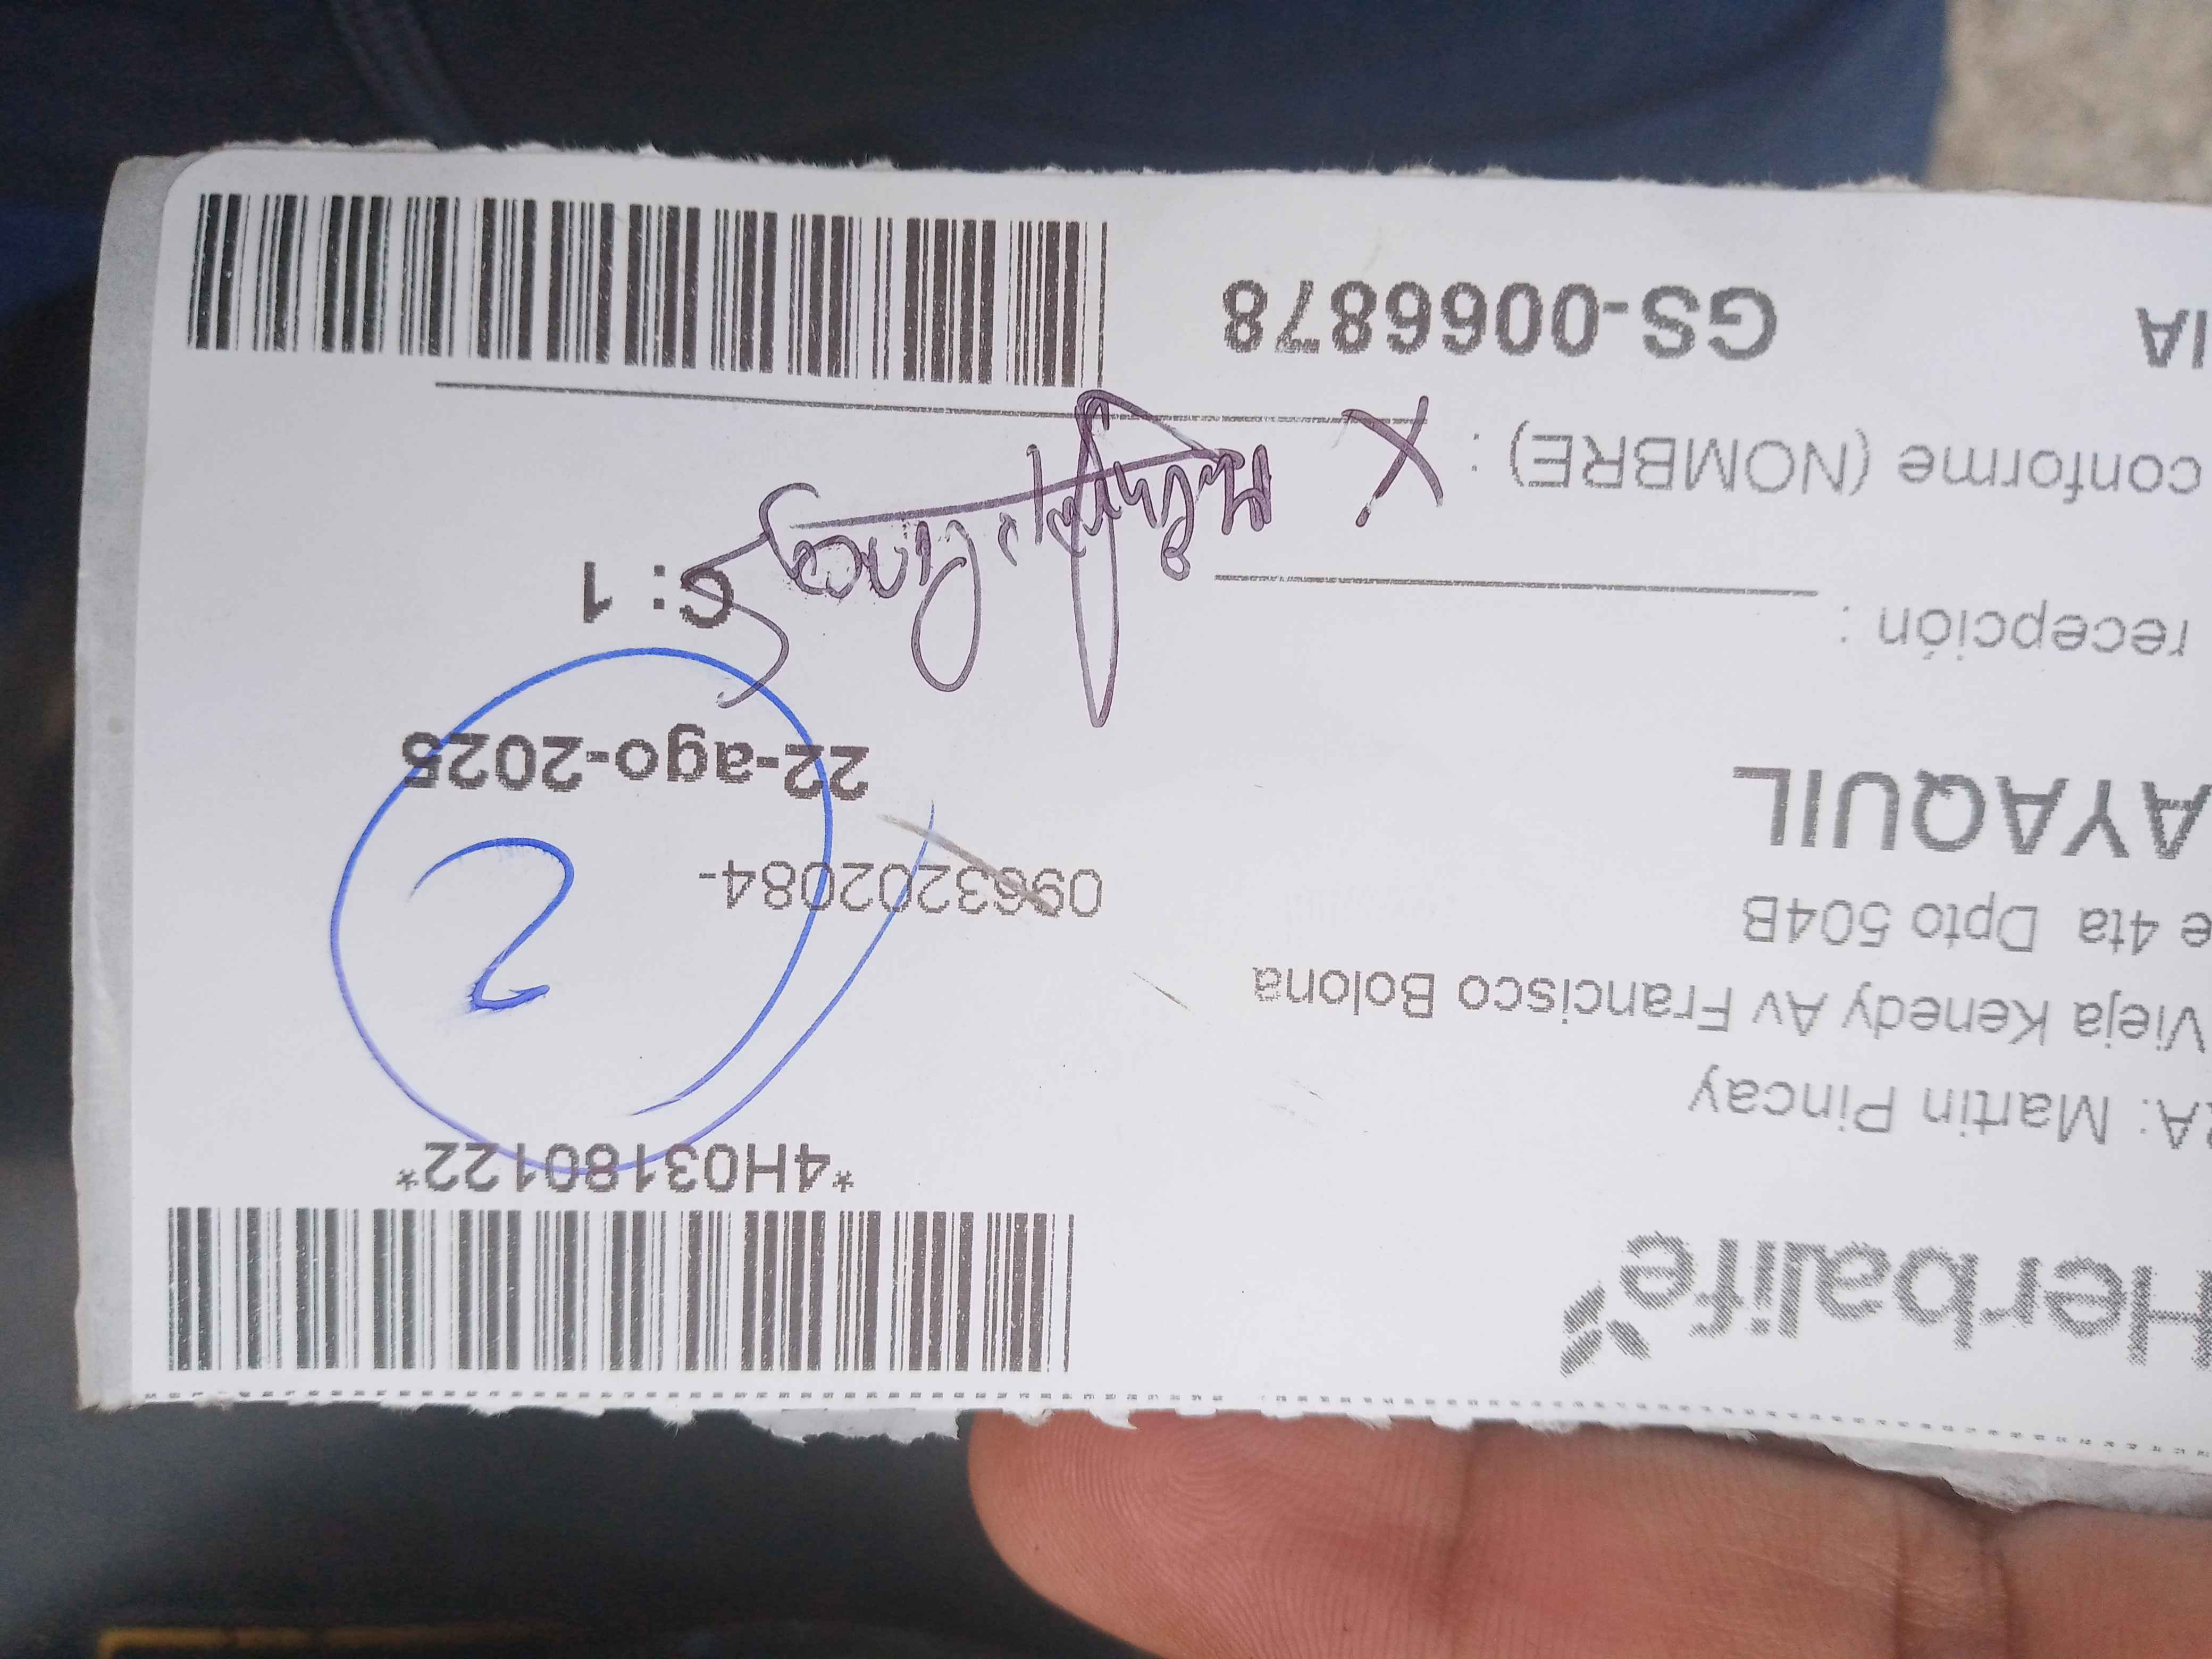 Herbalife
*4H03180122*
RA: Martin Pincay
Vieja Kenedy Av Francisco Bolona
e 4ta Dpto 504B
0963202084-
AYAQUIL
22-ago-2025
2
recepción :
C: 1
conforme (NOMBRE) : X
IA
GS-0066878